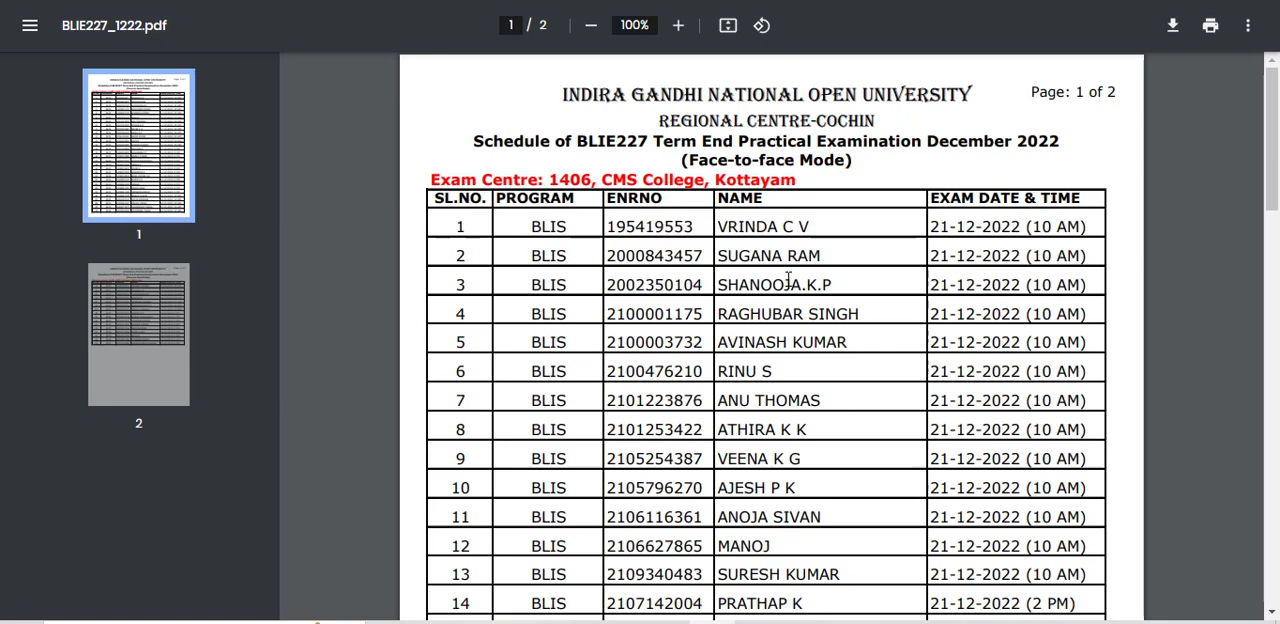 BLIE227_1222.pdf 1 / 2 100%
INDIRA GANDHI NATIONAL OPEN UNIVERSITY Page: 1 of 2
REGIONAL CENTRE-COCHIN
Schedule of BLIE227 Term End Practical Examination December 2022
(Face-to-face Mode)
Exam Centre: 1406, CMS College, Kottayam
SL.NO. PROGRAM ENRNO NAME EXAM DATE & TIME
1 BLIS 195419553 VRINDA C V 21-12-2022 (10 AM)
2 BLIS 2000843457 SUGANA RAM 21-12-2022 (10 AM)
3 BLIS 2002350104 SHANOOJA.K.P 21-12-2022 (10 AM)
4 BLIS 2100001175 RAGHUBAR SINGH 21-12-2022 (10 AM)
5 BLIS 2100003732 AVINASH KUMAR 21-12-2022 (10 AM)
6 BLIS 2100476210 RINU S 21-12-2022 (10 AM)
7 BLIS 2101223876 ANU THOMAS 21-12-2022 (10 AM)
8 BLIS 2101253422 ATHIRA K K 21-12-2022 (10 AM)
9 BLIS 2105254387 VEENA K G 21-12-2022 (10 AM)
10 BLIS 2105796270 AJESH P K 21-12-2022 (10 AM)
11 BLIS 2106116361 ANOJA SIVAN 21-12-2022 (10 AM)
12 BLIS 2106627865 MANOJ 21-12-2022 (10 AM)
13 BLIS 2109340483 SURESH KUMAR 21-12-2022 (10 AM)
14 BLIS 2107142004 PRATHAP K 21-12-2022 (2 PM)
1
2